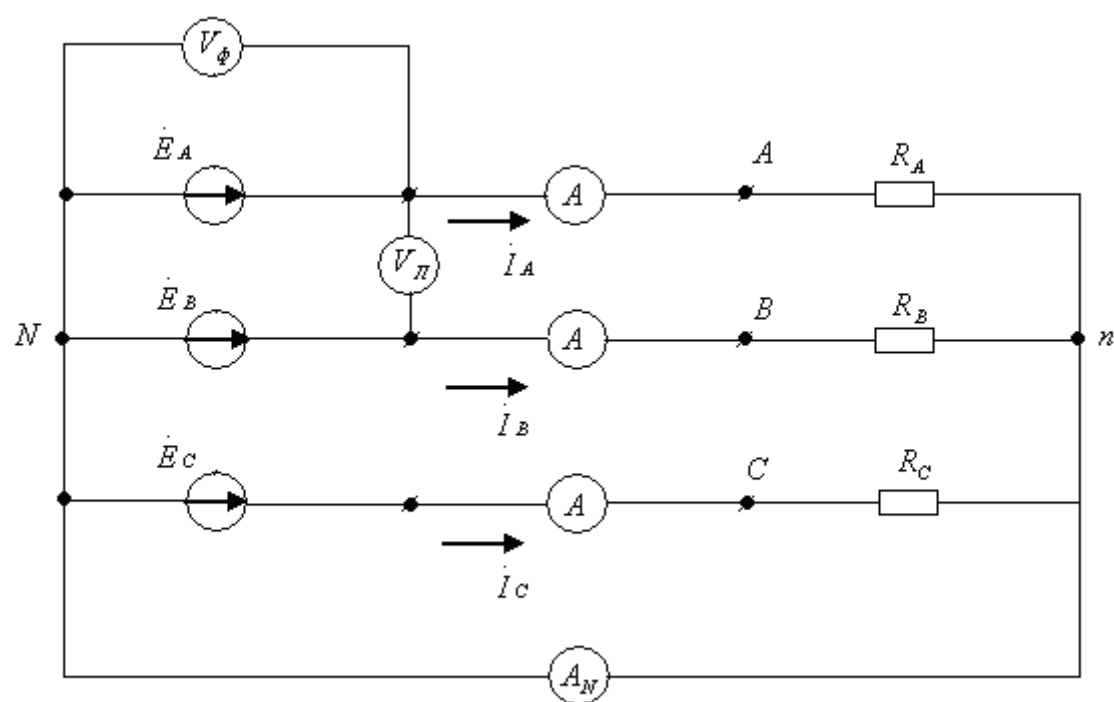 V_Ф
Ė_A
A
A
R_A
İ_A
V_Л
Ė_B
N
A
B
R_B
n
İ_B
Ė_C
A
C
R_C
İ_C
A_N